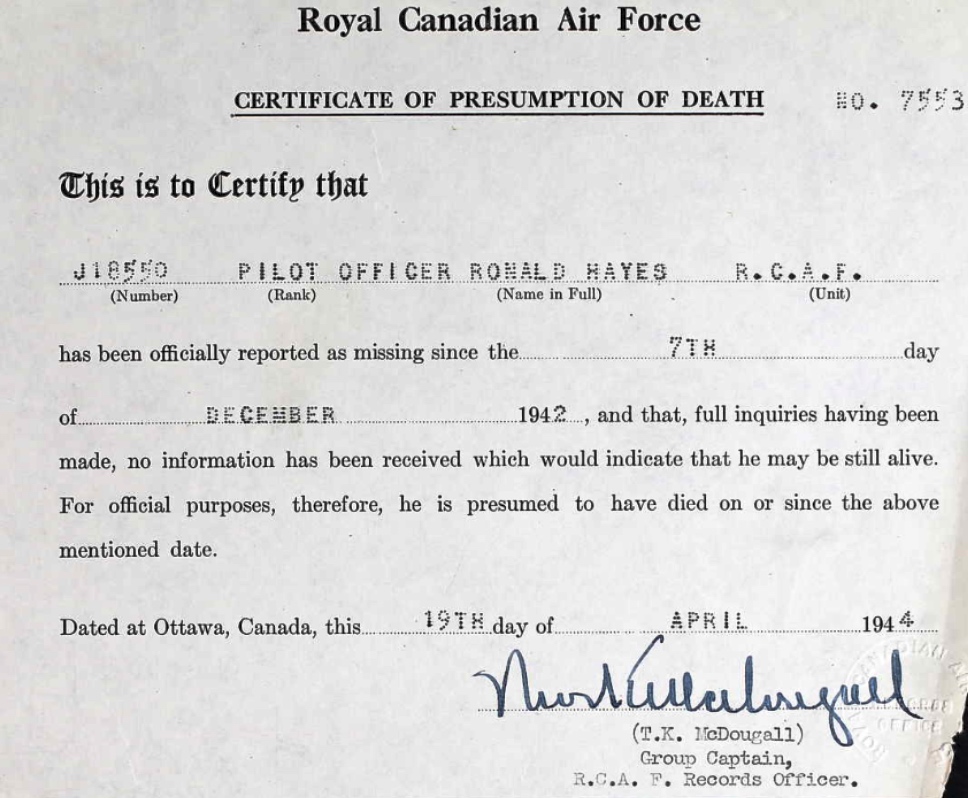 Royal Canadian Air Force
CERTIFICATE OF PRESUMPTION OF DEATH NO. 7553
This is to Certify that
J18550 PILOT OFFICER RONALD HAYES R.C.A.F.
(Number) (Rank) (Name in Full) (Unit)
has been officially reported as missing since the 7TH day
of DECEMBER 1942, and that, full inquiries having been
made, no information has been received which would indicate that he may be still alive.
For official purposes, therefore, he is presumed to have died on or since the above
mentioned date.
Dated at Ottawa, Canada, this 19TH day of APRIL 1944
(T.K. McDougall)
Group Captain,
R.C.A. F. Records Officer.